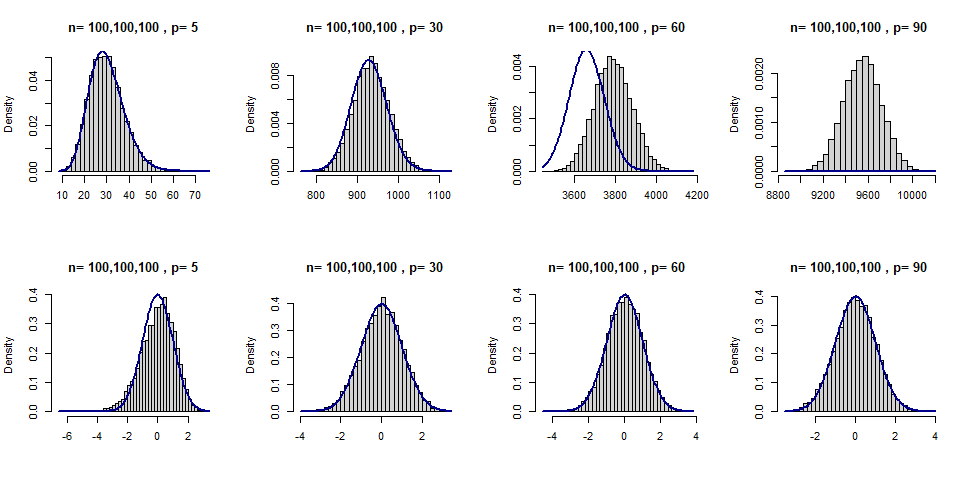 n= 100,100,100 , p= 5
n= 100,100,100 , p= 30
n= 100,100,100 , p= 60
n= 100,100,100 , p= 90
Density
0.00
0.02
0.04
10 20 30 40 50 60 70
Density
0.000
0.004
0.008
800 900 1000 1100
Density
0.000
0.002
0.004
3600 3800 4000 4200
Density
0.0000
0.0010
0.0020
8800 9200 9600 10000
n= 100,100,100 , p= 5
n= 100,100,100 , p= 30
n= 100,100,100 , p= 60
n= 100,100,100 , p= 90
Density
0.0 0.1 0.2 0.3 0.4
-6 -4 -2 0 2
Density
0.0 0.1 0.2 0.3 0.4
-4 -2 0 2
Density
0.0 0.1 0.2 0.3 0.4
-4 -2 0 2 4
Density
0.0 0.1 0.2 0.3 0.4
-2 0 2 4